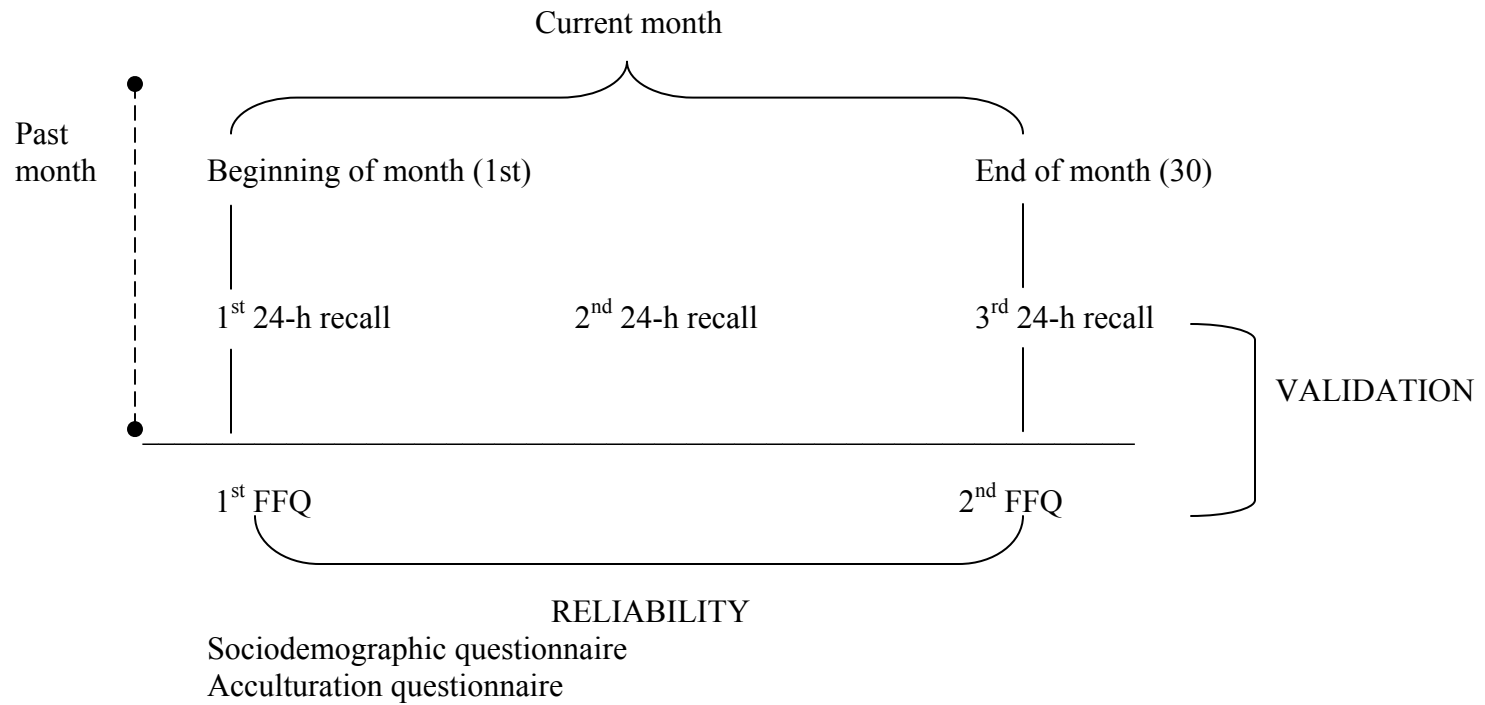 Current month
Past
month
Beginning of month (1st)
End of month (30)
1st 24-h recall
2nd 24-h recall
3rd 24-h recall
VALIDATION
1st FFQ
2nd FFQ
RELIABILITY
Sociodemographic questionnaire
Acculturation questionnaire